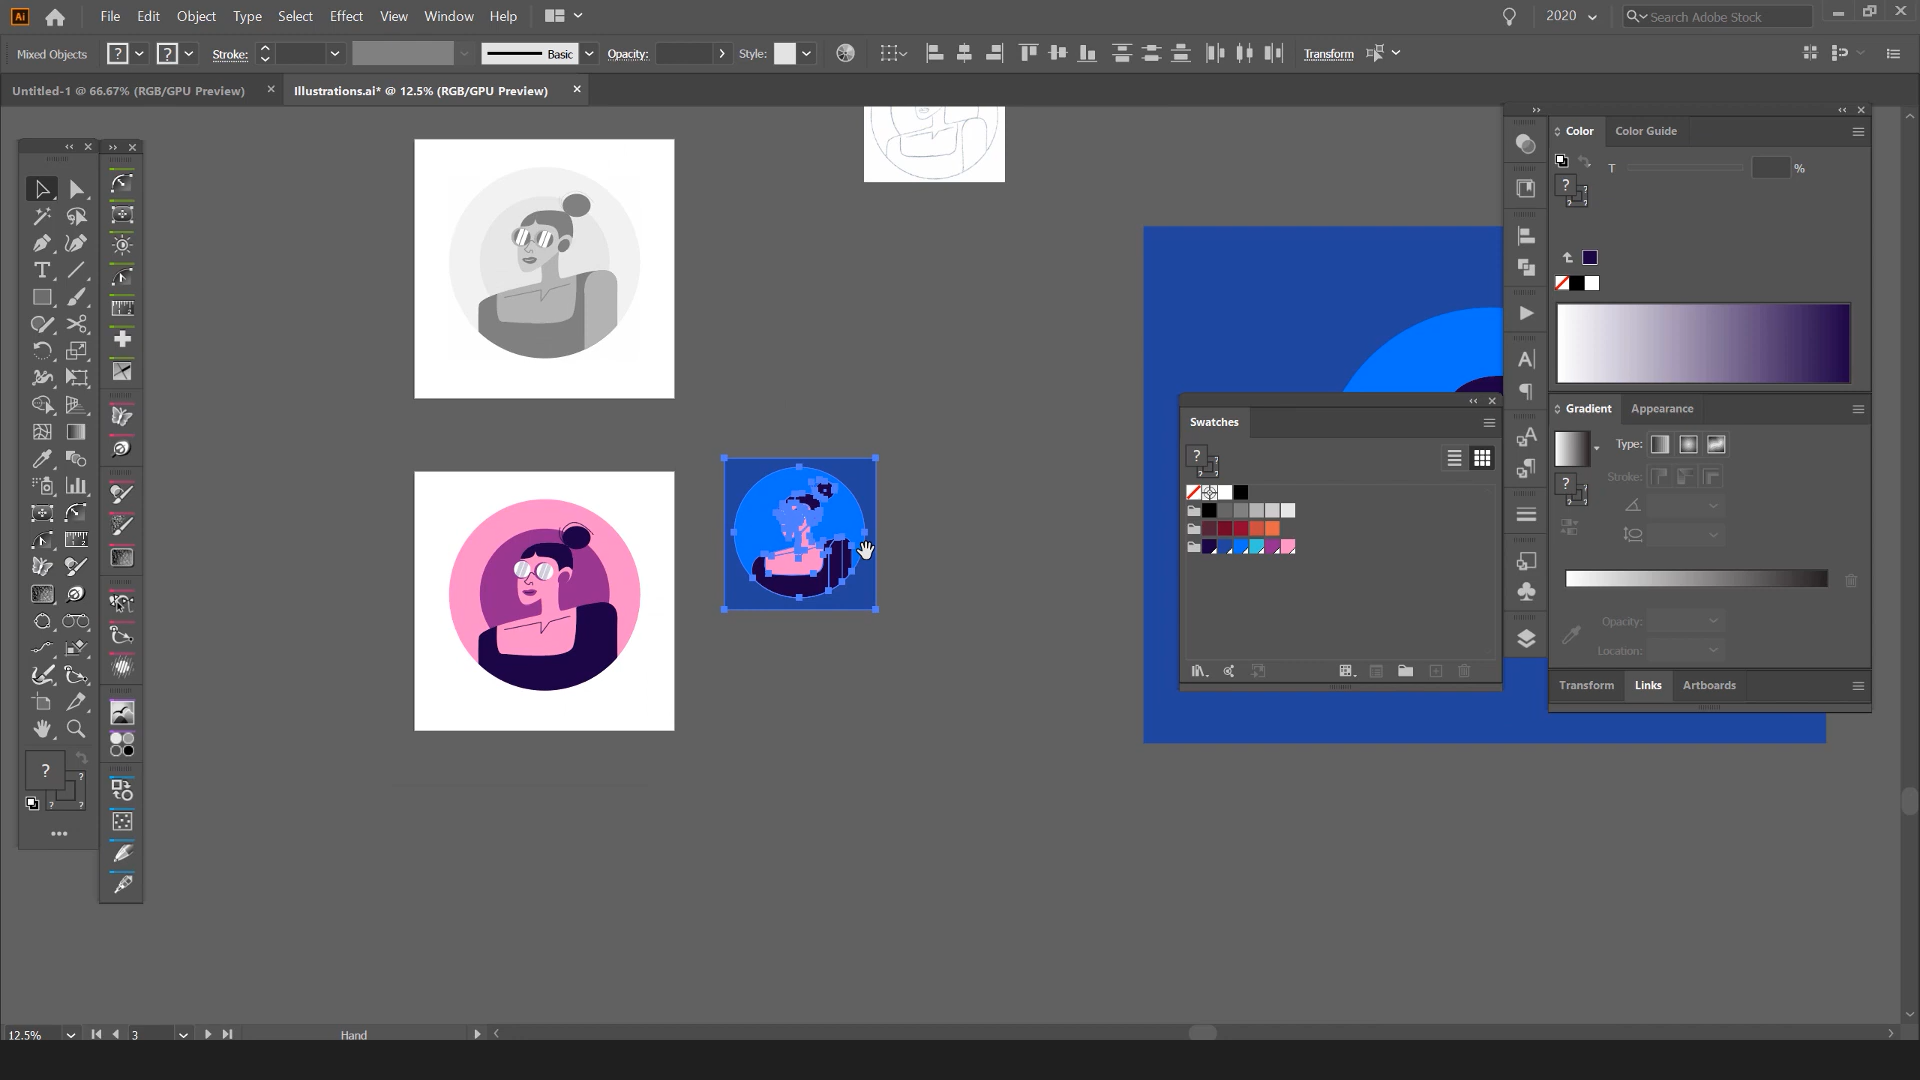 Ai File Edit Object Type Select Effect View Window Help 2020 Search Adobe Stock
Mixed Objects ? ? Stroke: Basic Opacity: Style: Transform
Untitled-1 @ 66.67% (RGB/GPU Preview) Illustrations.ai* @ 12.5% (RGB/GPU Preview)
Color Color Guide
T %
?
Swatches
?
Gradient Appearance
Type:
Stroke:
?
Opacity:
Location:
Transform Links Artboards
?
12.5% 3 Hand